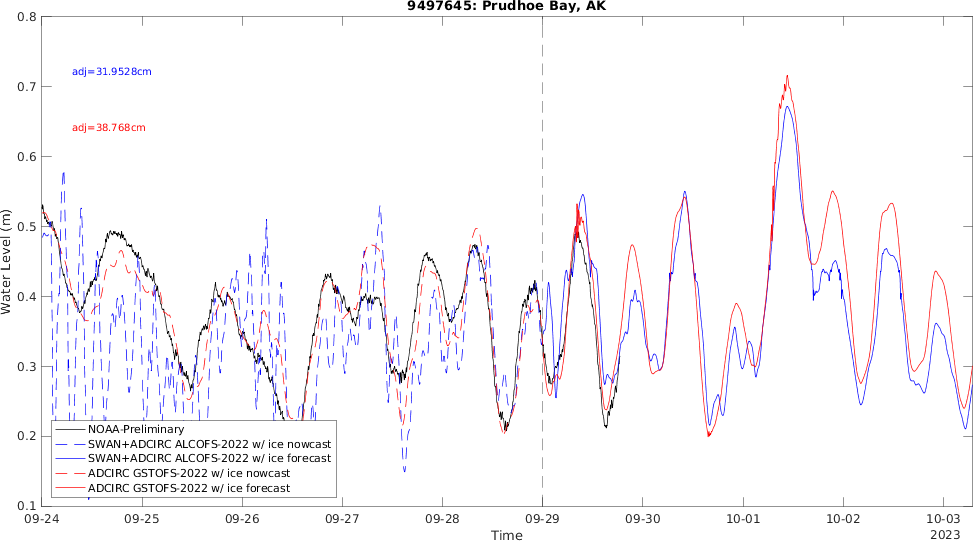 9497645: Prudhoe Bay, AK
0.8
adj=31.9528cm
0.7
adj=38.768cm
0.6
0.5
Water Level (m)
0.4
0.3
0.2
0.1
NOAA-Preliminary
SWAN+ADCIRC ALCOFS-2022 w/ ice nowcast
SWAN+ADCIRC ALCOFS-2022 w/ ice forecast
ADCIRC GSTOFS-2022 w/ ice nowcast
ADCIRC GSTOFS-2022 w/ ice forecast
09-24 09-25 09-26 09-27 09-28 09-29 09-30 10-01 10-02 10-03
Time
2023